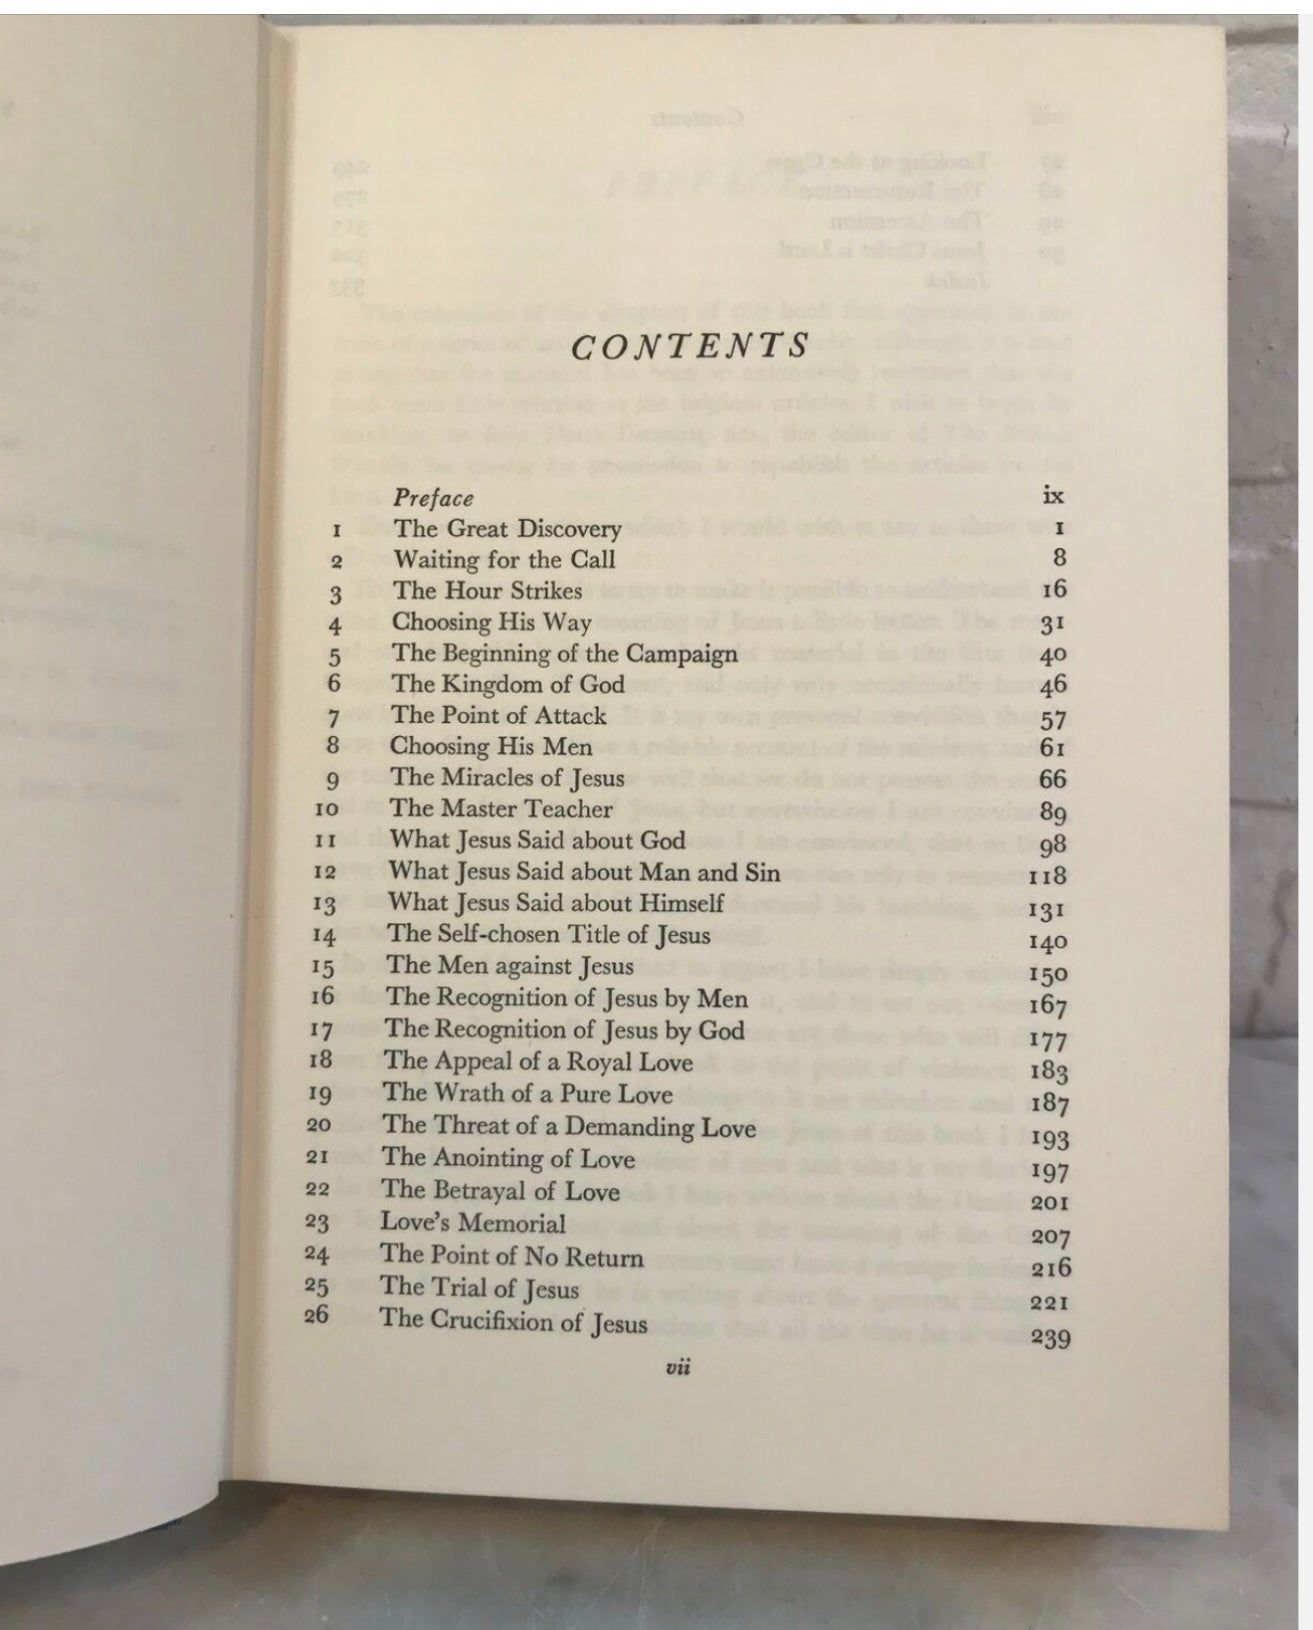 CONTENTS
Preface ix
1 The Great Discovery 1
2 Waiting for the Call 8
3 The Hour Strikes 16
4 Choosing His Way 31
5 The Beginning of the Campaign 40
6 The Kingdom of God 46
7 The Point of Attack 57
8 Choosing His Men 61
9 The Miracles of Jesus 66
10 The Master Teacher 89
11 What Jesus Said about God 98
12 What Jesus Said about Man and Sin 118
13 What Jesus Said about Himself 131
14 The Self-chosen Title of Jesus 140
15 The Men against Jesus 150
16 The Recognition of Jesus by Men 167
17 The Recognition of Jesus by God 177
18 The Appeal of a Royal Love 183
19 The Wrath of a Pure Love 187
20 The Threat of a Demanding Love 193
21 The Anointing of Love 197
22 The Betrayal of Love 201
23 Love's Memorial 207
24 The Point of No Return 216
25 The Trial of Jesus 221
26 The Crucifixion of Jesus 239
vii